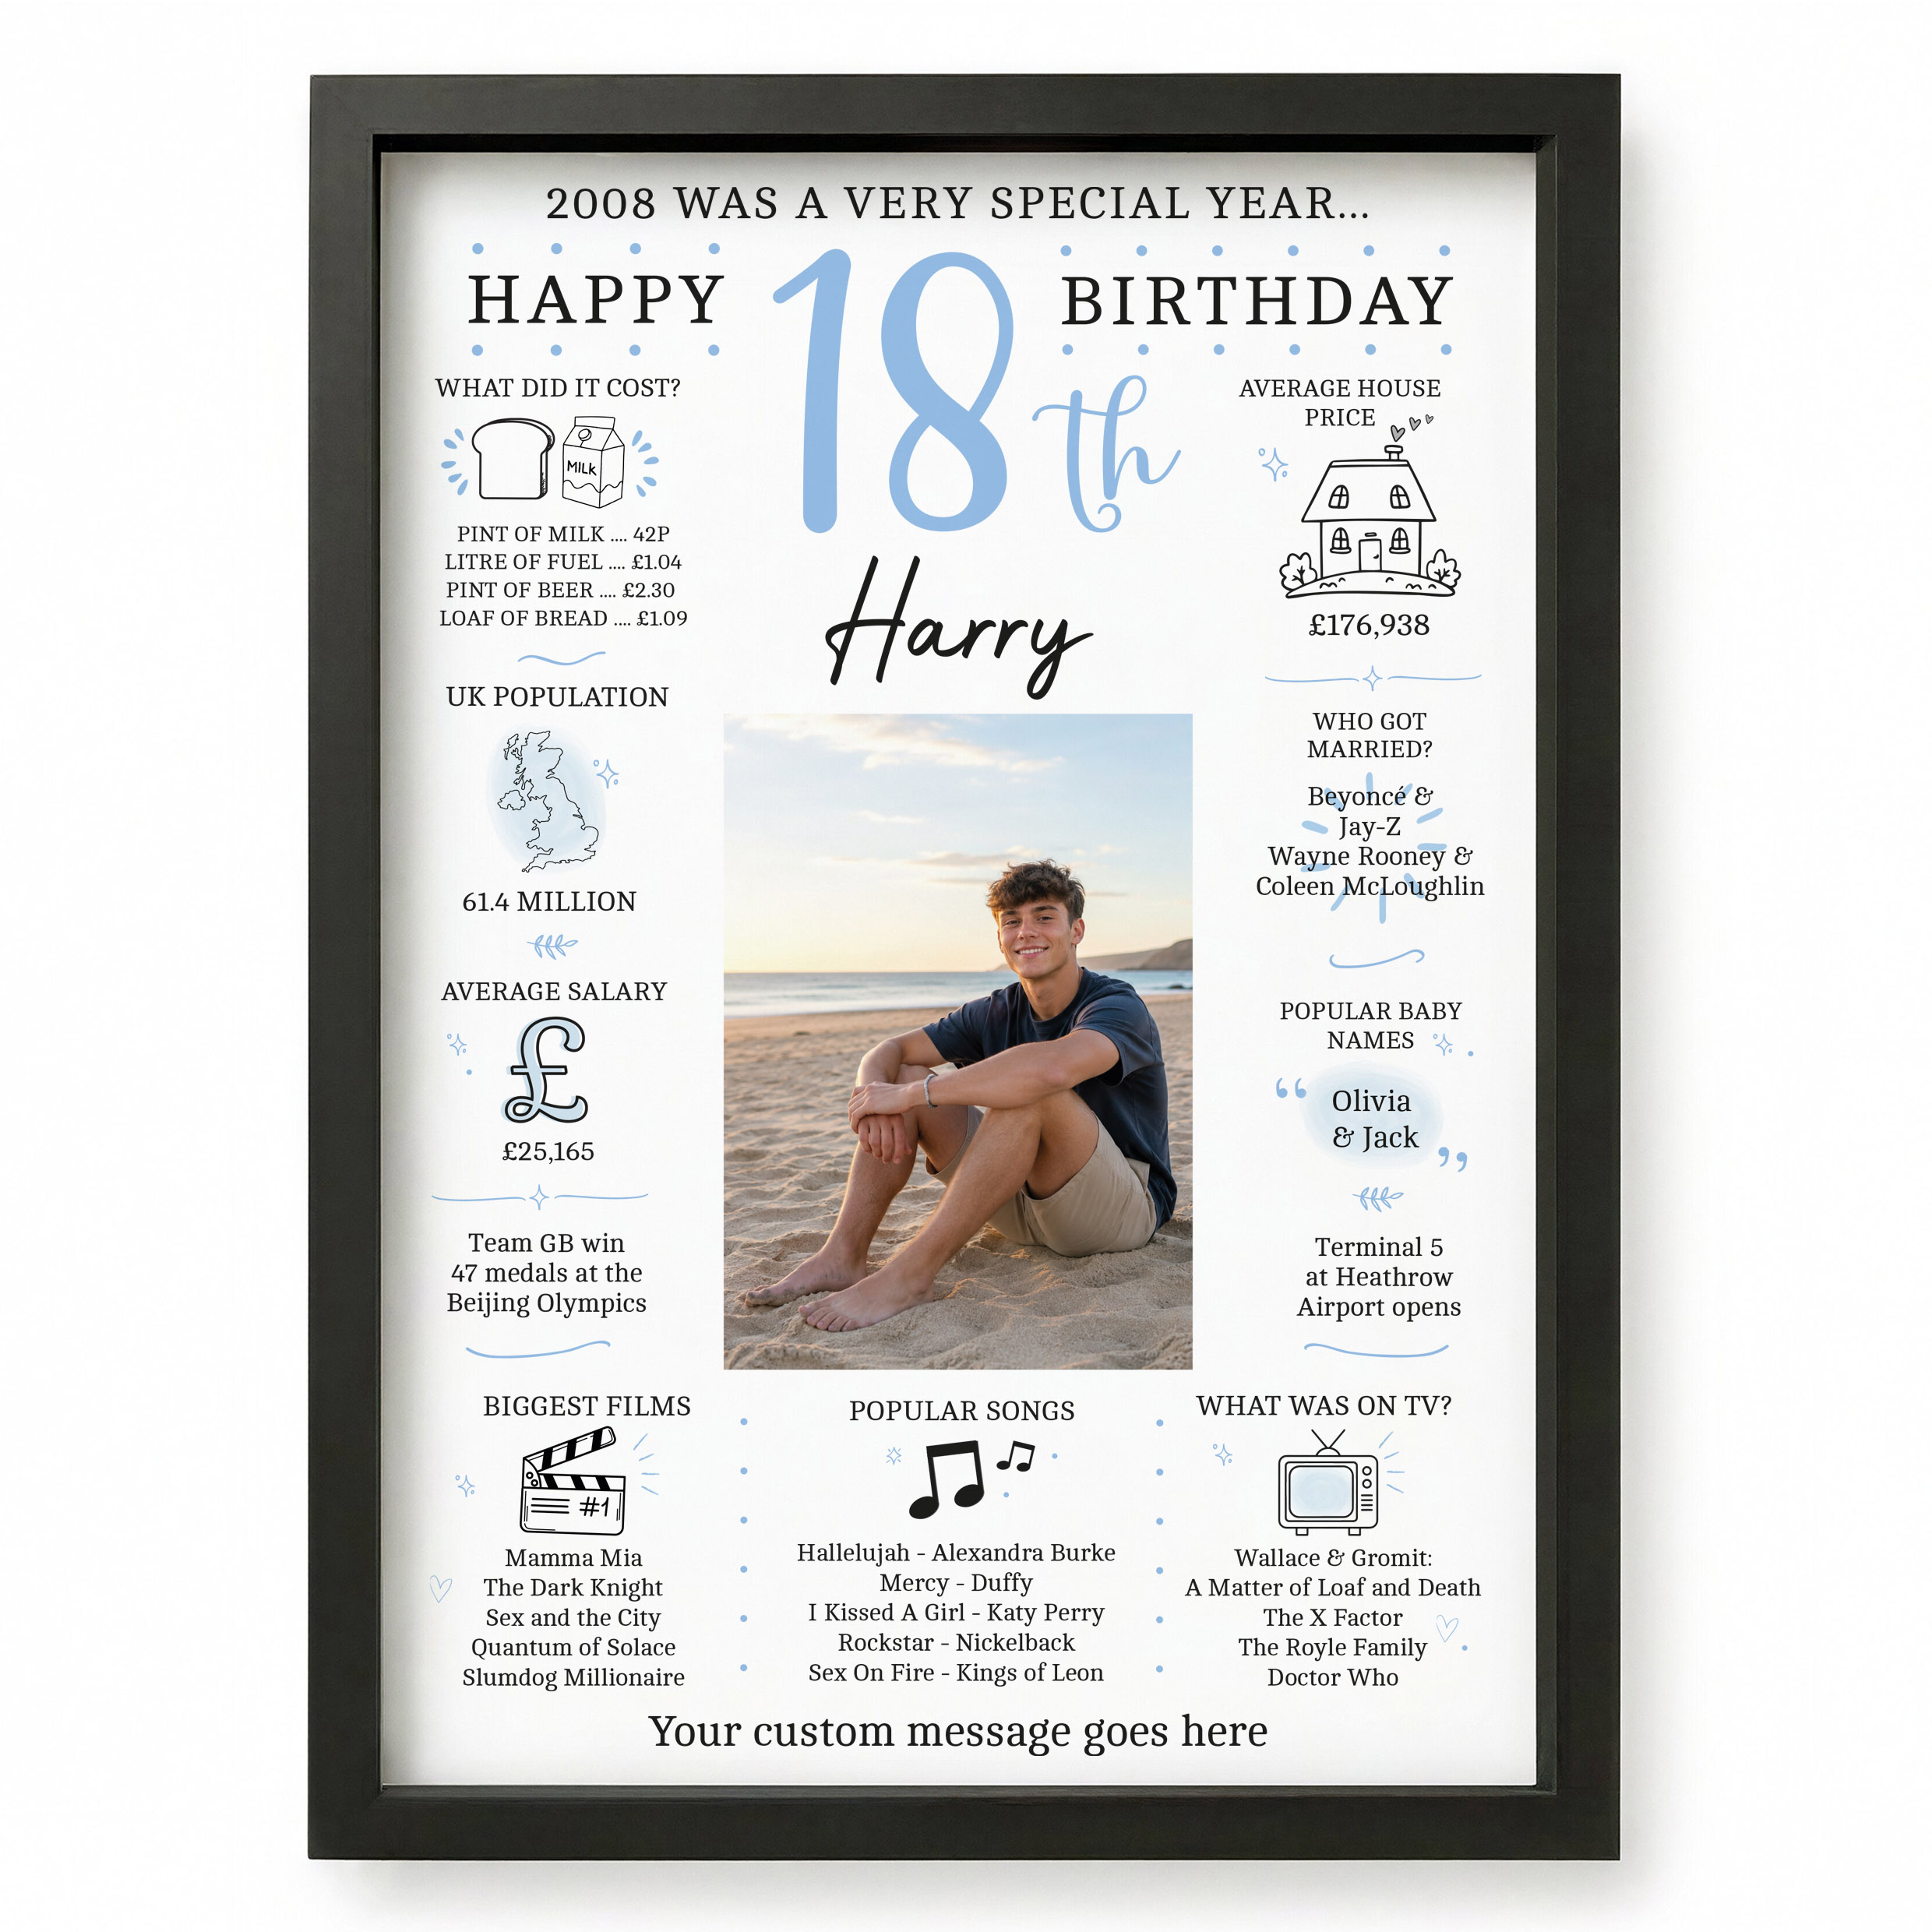 2008 WAS A VERY SPECIAL YEAR...
HAPPY 18th BIRTHDAY
Harry
WHAT DID IT COST?
MILK
PINT OF MILK .... 42P
LITRE OF FUEL .... £1.04
PINT OF BEER .... £2.30
LOAF OF BREAD .... £1.09
UK POPULATION
61.4 MILLION
AVERAGE SALARY
£
£25,165
Team GB win
47 medals at the
Beijing Olympics
AVERAGE HOUSE
PRICE
£176,938
WHO GOT
MARRIED?
Beyoncé &
Jay-Z
Wayne Rooney &
Coleen McLoughlin
POPULAR BABY
NAMES
“ Olivia
& Jack ”
Terminal 5
at Heathrow
Airport opens
BIGGEST FILMS
#1
Mamma Mia
The Dark Knight
Sex and the City
Quantum of Solace
Slumdog Millionaire
POPULAR SONGS
Hallelujah - Alexandra Burke
Mercy - Duffy
I Kissed A Girl - Katy Perry
Rockstar - Nickelback
Sex On Fire - Kings of Leon
WHAT WAS ON TV?
Wallace & Gromit:
A Matter of Loaf and Death
The X Factor
The Royle Family
Doctor Who
Your custom message goes here